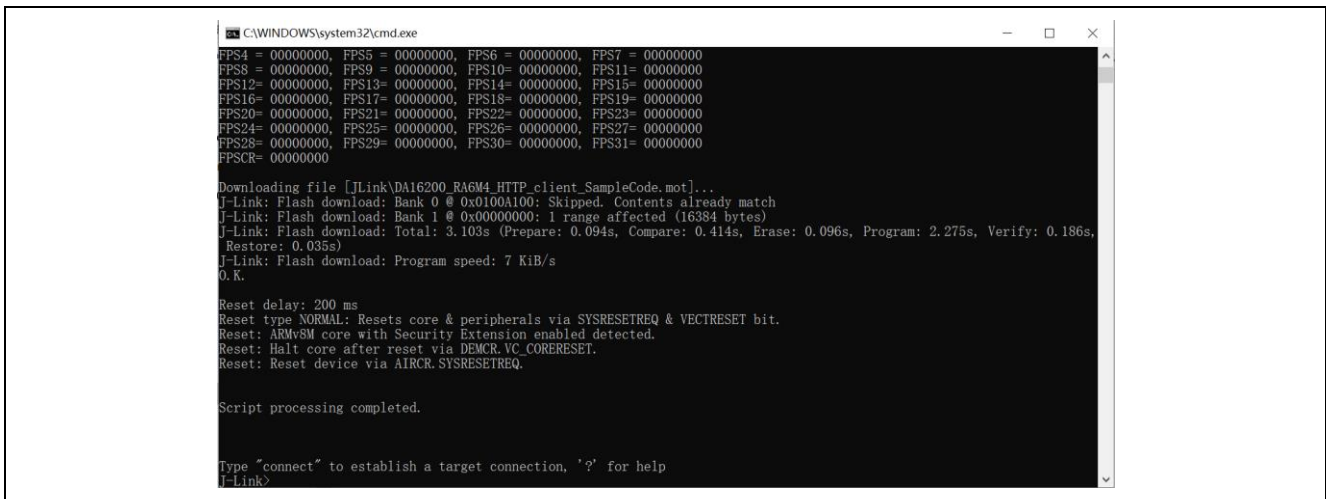 C:\WINDOWS\system32\cmd.exe
FPS4 = 00000000, FPS5 = 00000000, FPS6 = 00000000, FPS7 = 00000000
FPS8 = 00000000, FPS9 = 00000000, FPS10= 00000000, FPS11= 00000000
FPS12= 00000000, FPS13= 00000000, FPS14= 00000000, FPS15= 00000000
FPS16= 00000000, FPS17= 00000000, FPS18= 00000000, FPS19= 00000000
FPS20= 00000000, FPS21= 00000000, FPS22= 00000000, FPS23= 00000000
FPS24= 00000000, FPS25= 00000000, FPS26= 00000000, FPS27= 00000000
FPS28= 00000000, FPS29= 00000000, FPS30= 00000000, FPS31= 00000000
FPSCR= 00000000
Downloading file [JLink\DA16200_RA6M4_HTTP_client_SampleCode.mot]...
J-Link: Flash download: Bank 0 @ 0x0100A100: Skipped. Contents already match
J-Link: Flash download: Bank 1 @ 0x00000000: 1 range affected (16384 bytes)
J-Link: Flash download: Total: 3.103s (Prepare: 0.094s, Compare: 0.414s, Erase: 0.096s, Program: 2.275s, Verify: 0.186s,
Restore: 0.035s)
J-Link: Flash download: Program speed: 7 KiB/s
O.K.
Reset delay: 200 ms
Reset type NORMAL: Resets core & peripherals via SYSRESETREQ & VECTRESET bit.
Reset: ARMv8M core with Security Extension enabled detected.
Reset: Halt core after reset via DEMCR.VC_CORERESET.
Reset: Reset device via AIRCR.SYSRESETREQ.
Script processing completed.
Type "connect" to establish a target connection, '?' for help
J-Link>